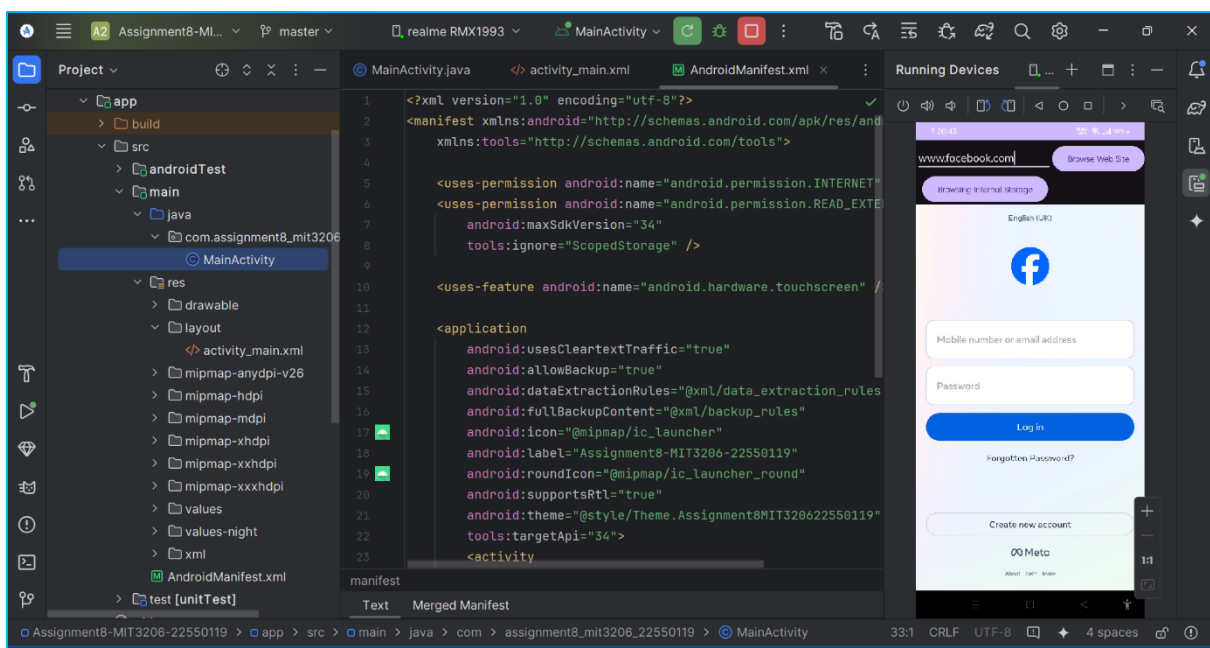 A2 Assignment8-MI... master realme RMX1993 MainActivity
Project
app
build
src
androidTest
main
java
com.assignment8_mit3206
MainActivity
res
drawable
layout
activity_main.xml
mipmap-anydpi-v26
mipmap-hdpi
mipmap-mdpi
mipmap-xhdpi
mipmap-xxhdpi
mipmap-xxxhdpi
values
values-night
xml
AndroidManifest.xml
test [unitTest]
MainActivity.java activity_main.xml AndroidManifest.xml
1 <?xml version="1.0" encoding="utf-8"?>
2 <manifest xmlns:android="http://schemas.android.com/apk/res/and
3 xmlns:tools="http://schemas.android.com/tools">
4
5 <uses-permission android:name="android.permission.INTERNET"
6 <uses-permission android:name="android.permission.READ_EXTE
7 android:maxSdkVersion="34"
8 tools:ignore="ScopedStorage" />
9
10 <uses-feature android:name="android.hardware.touchscreen" /
11
12 <application
13 android:usesCleartextTraffic="true"
14 android:allowBackup="true"
15 android:dataExtractionRules="@xml/data_extraction_rules
16 android:fullBackupContent="@xml/backup_rules"
17 android:icon="@mipmap/ic_launcher"
18 android:label="Assignment8-MIT3206-22550119"
19 android:roundIcon="@mipmap/ic_launcher_round"
20 android:supportsRtl="true"
21 android:theme="@style/Theme.Assignment8MIT320622550119"
22 tools:targetApi="34">
23 <activity
manifest
Text Merged Manifest
Running Devices
www.facebook.com Browse Web Site
Browsing Internal Storage
English (UK)
Mobile number or email address
Password
Log in
Forgotten Password?
Create new account
Meta
About Help More
1:1
Assignment8-MIT3206-22550119 > app > src > main > java > com > assignment8_mit3206_22550119 > MainActivity 33:1 CRLF UTF-8 4 spaces